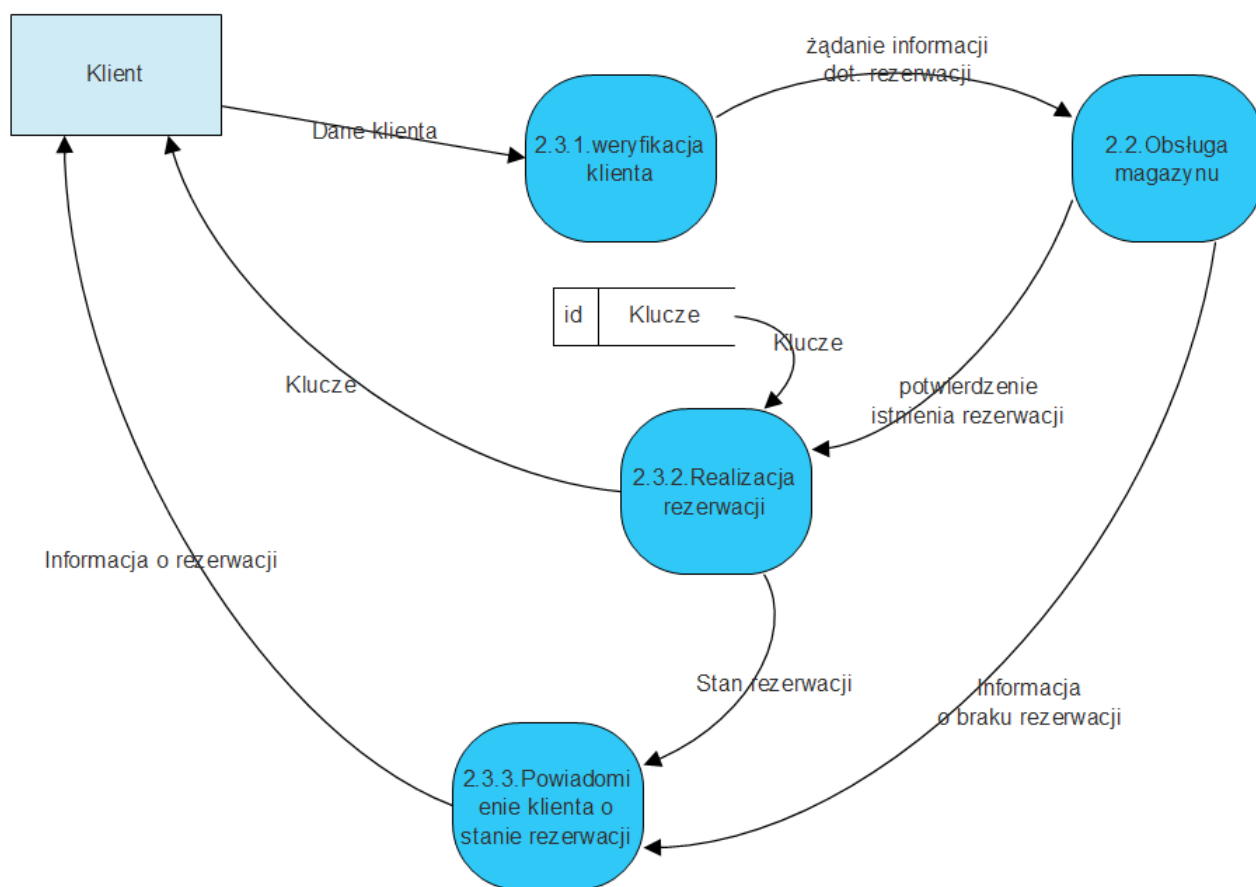 Klient
żądanie informacji
dot. rezerwacji
Dane klienta
2.3.1.weryfikacja
klienta
2.2.Obsługa
magazynu
id
Klucze
Klucze
Klucze
potwierdzenie
istnienia rezerwacji
2.3.2.Realizacja
rezerwacji
Informacja o rezerwacji
Stan rezerwacji
Informacja
o braku rezerwacji
2.3.3.Powiadomi
enie klienta o
stanie rezerwacji